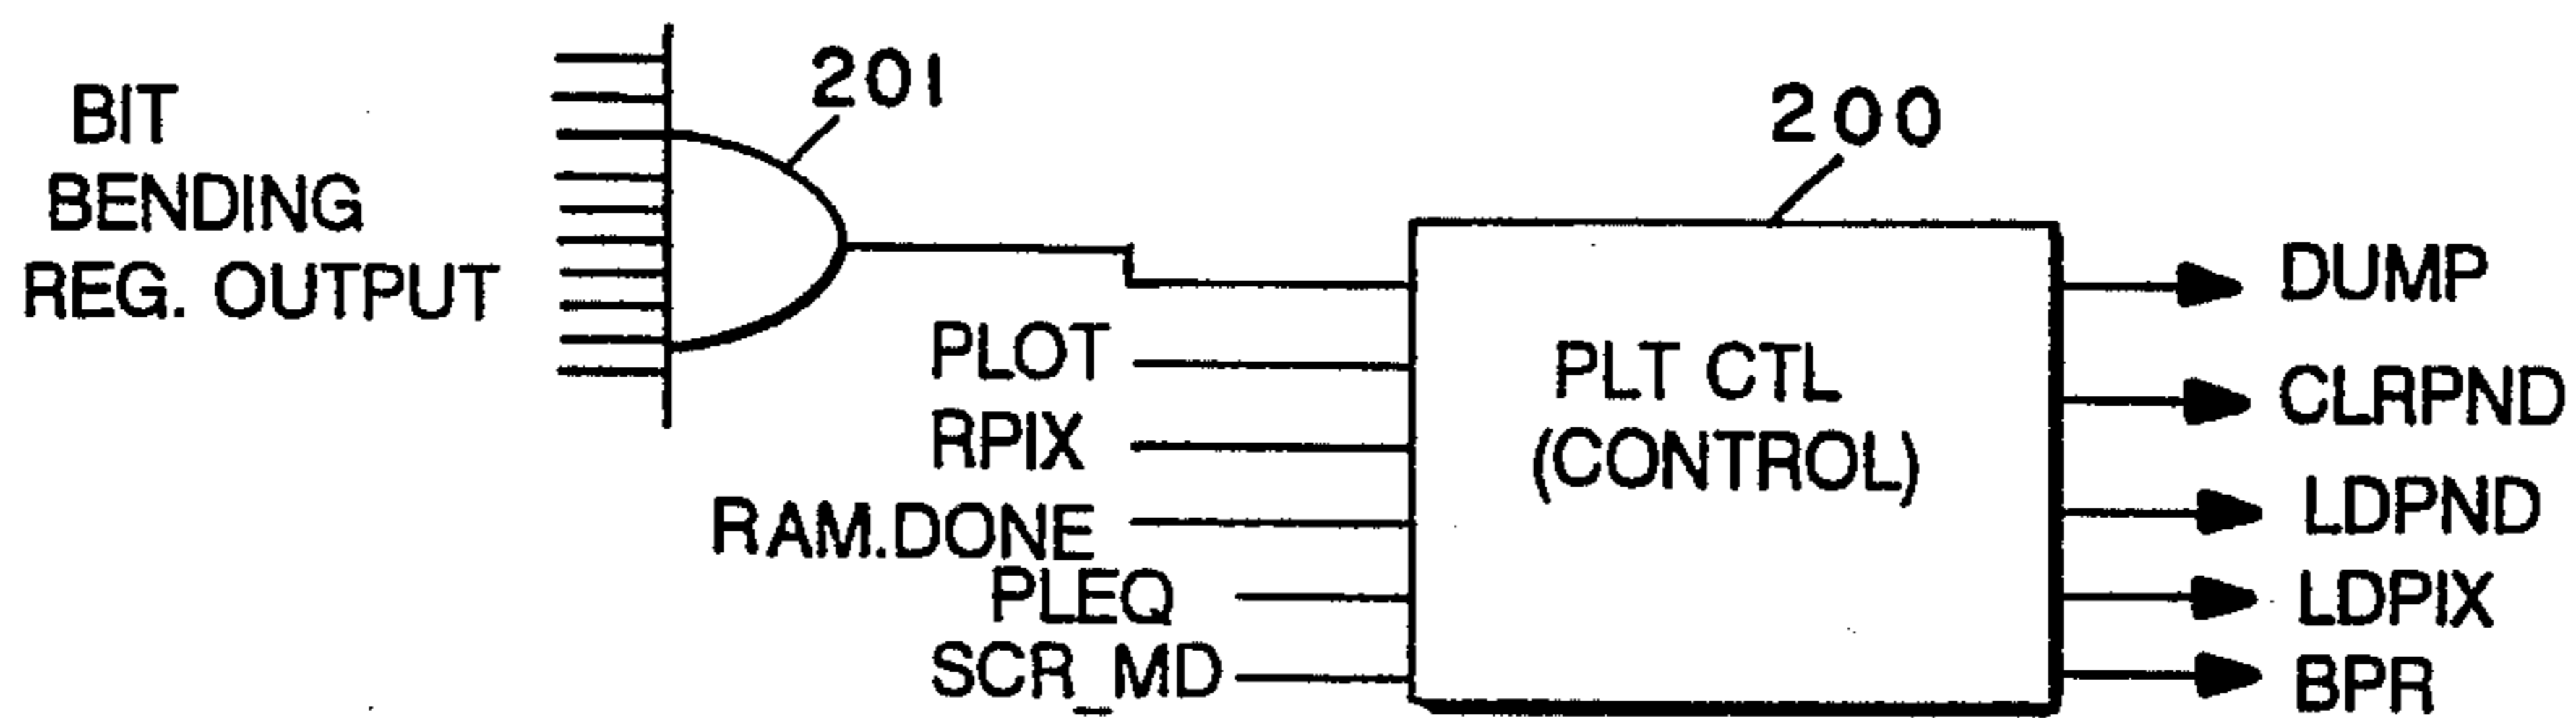 201
BIT
BENDING
REG. OUTPUT
200
PLOT
RPIX
RAM.DONE
PLEQ
SCR_MD
PLT CTL
(CONTROL)
DUMP
CLRPND
LDPND
LDPIX
BPR